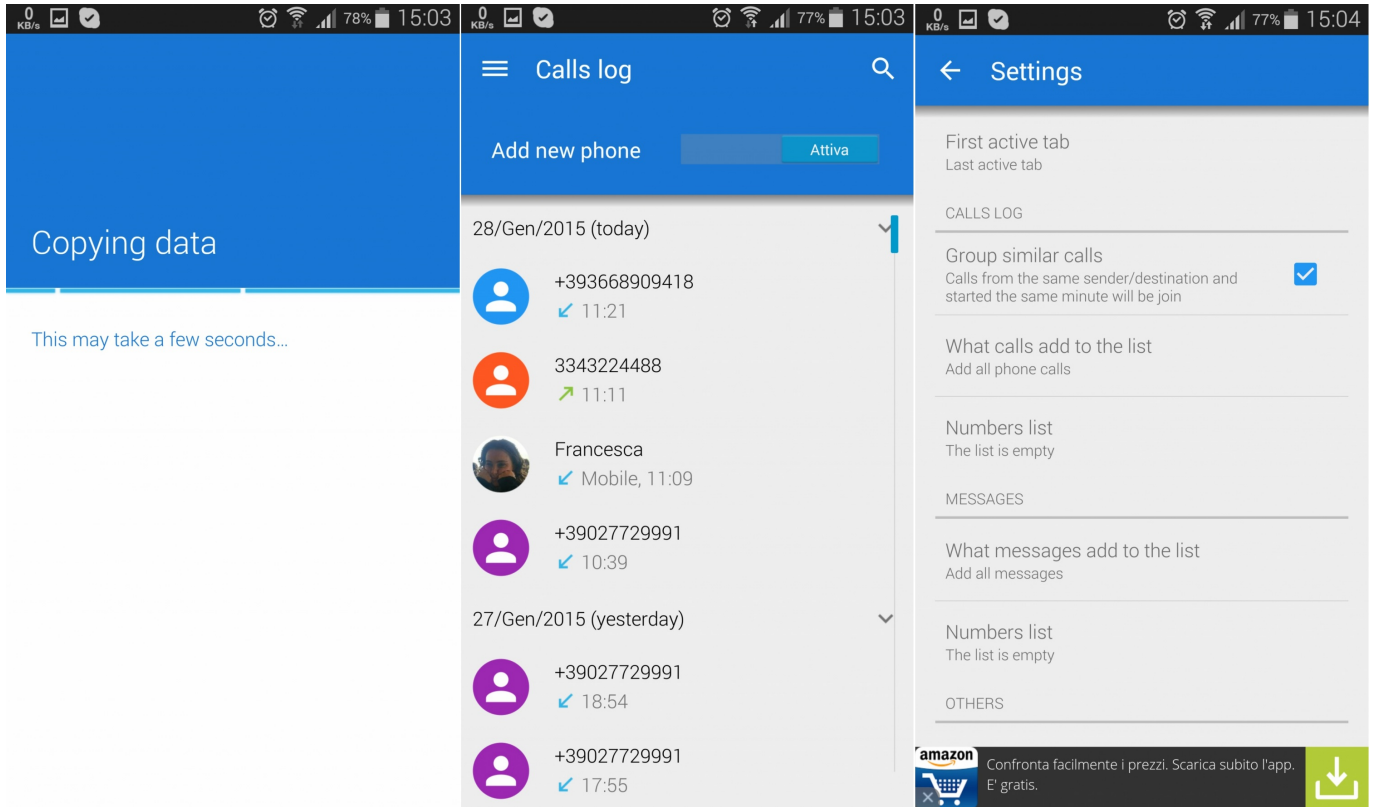 0
KB/s
78%
15:03
Copying data
This may take a few seconds...
0
KB/s
77%
15:03
Calls log
Add new phone
Attiva
28/Gen/2015 (today)
+393668909418
11:21
3343224488
11:11
Francesca
Mobile, 11:09
+39027729991
10:39
27/Gen/2015 (yesterday)
+39027729991
18:54
+39027729991
17:55
0
KB/s
77%
15:04
Settings
First active tab
Last active tab
CALLS LOG
Group similar calls
Calls from the same sender/destination and
started the same minute will be join
What calls add to the list
Add all phone calls
Numbers list
The list is empty
MESSAGES
What messages add to the list
Add all messages
Numbers list
The list is empty
OTHERS
amazon
Confronta facilmente i prezzi. Scarica subito l'app.
E' gratis.